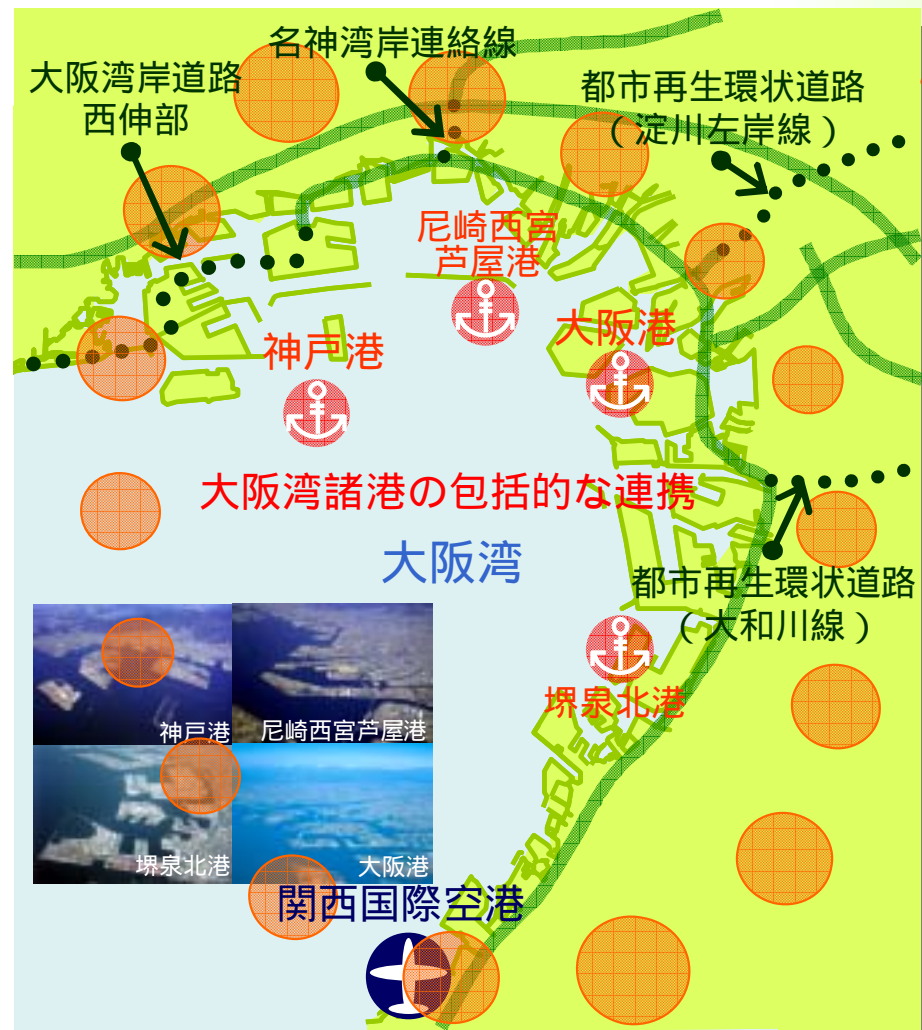 名神湾岸連絡線
大阪湾岸道路
西伸部
都市再生環状道路
（淀川左岸線）
尼崎西宮
芦屋港
大阪港
神戸港
大阪湾諸港の包括的な連携
大阪湾
都市再生環状道路
（大和川線）
堺泉北港
神戸港
尼崎西宮芦屋港
堺泉北港
大阪港
関西国際空港